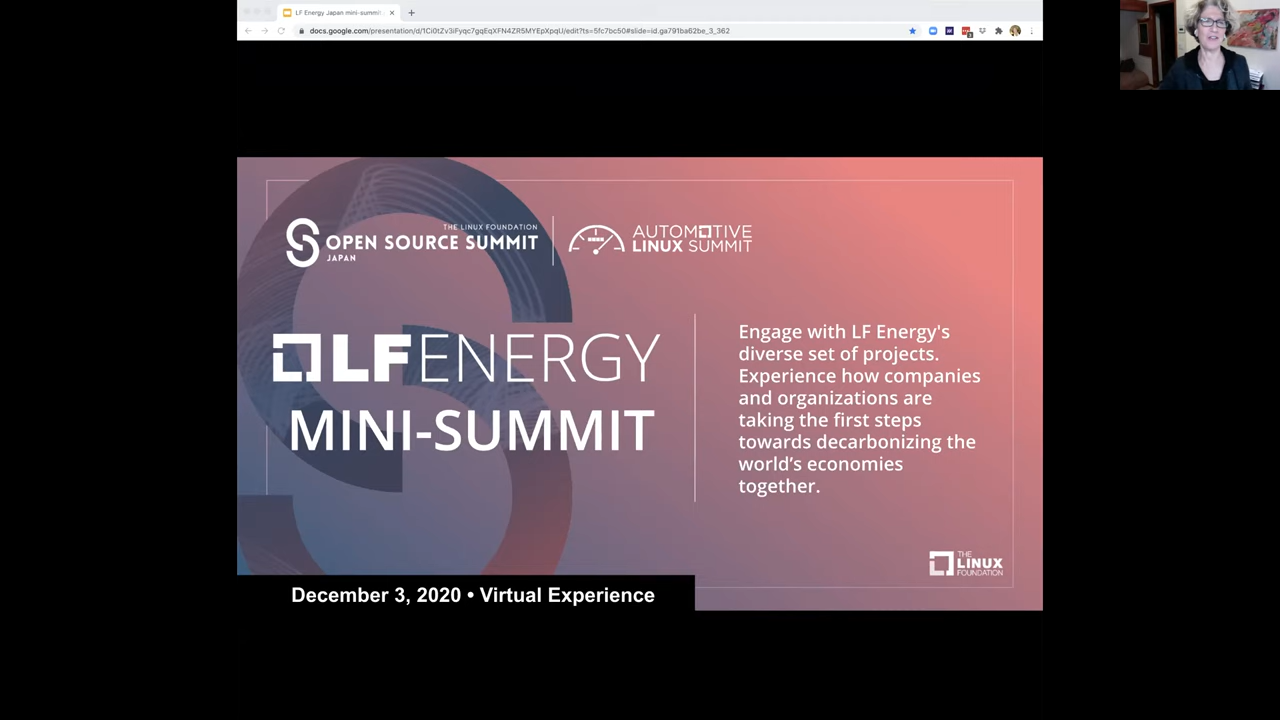 LF Energy Japan mini-summit
docs.google.com/presentation/d/1Ci0tZv3iFyqc7gqEqXFN4ZR5MYEpXpqU/edit?ts=5fc7bc50#slide=id.ga791ba62be_3_362
THE LINUX FOUNDATION
OPEN SOURCE SUMMIT
JAPAN
AUTOMOTIVE
LINUX SUMMIT
LFENERGY
MINI-SUMMIT
Engage with LF Energy's
diverse set of projects.
Experience how companies
and organizations are
taking the first steps
towards decarbonizing the
world's economies
together.
THE
LINUX
FOUNDATION
December 3, 2020 • Virtual Experience